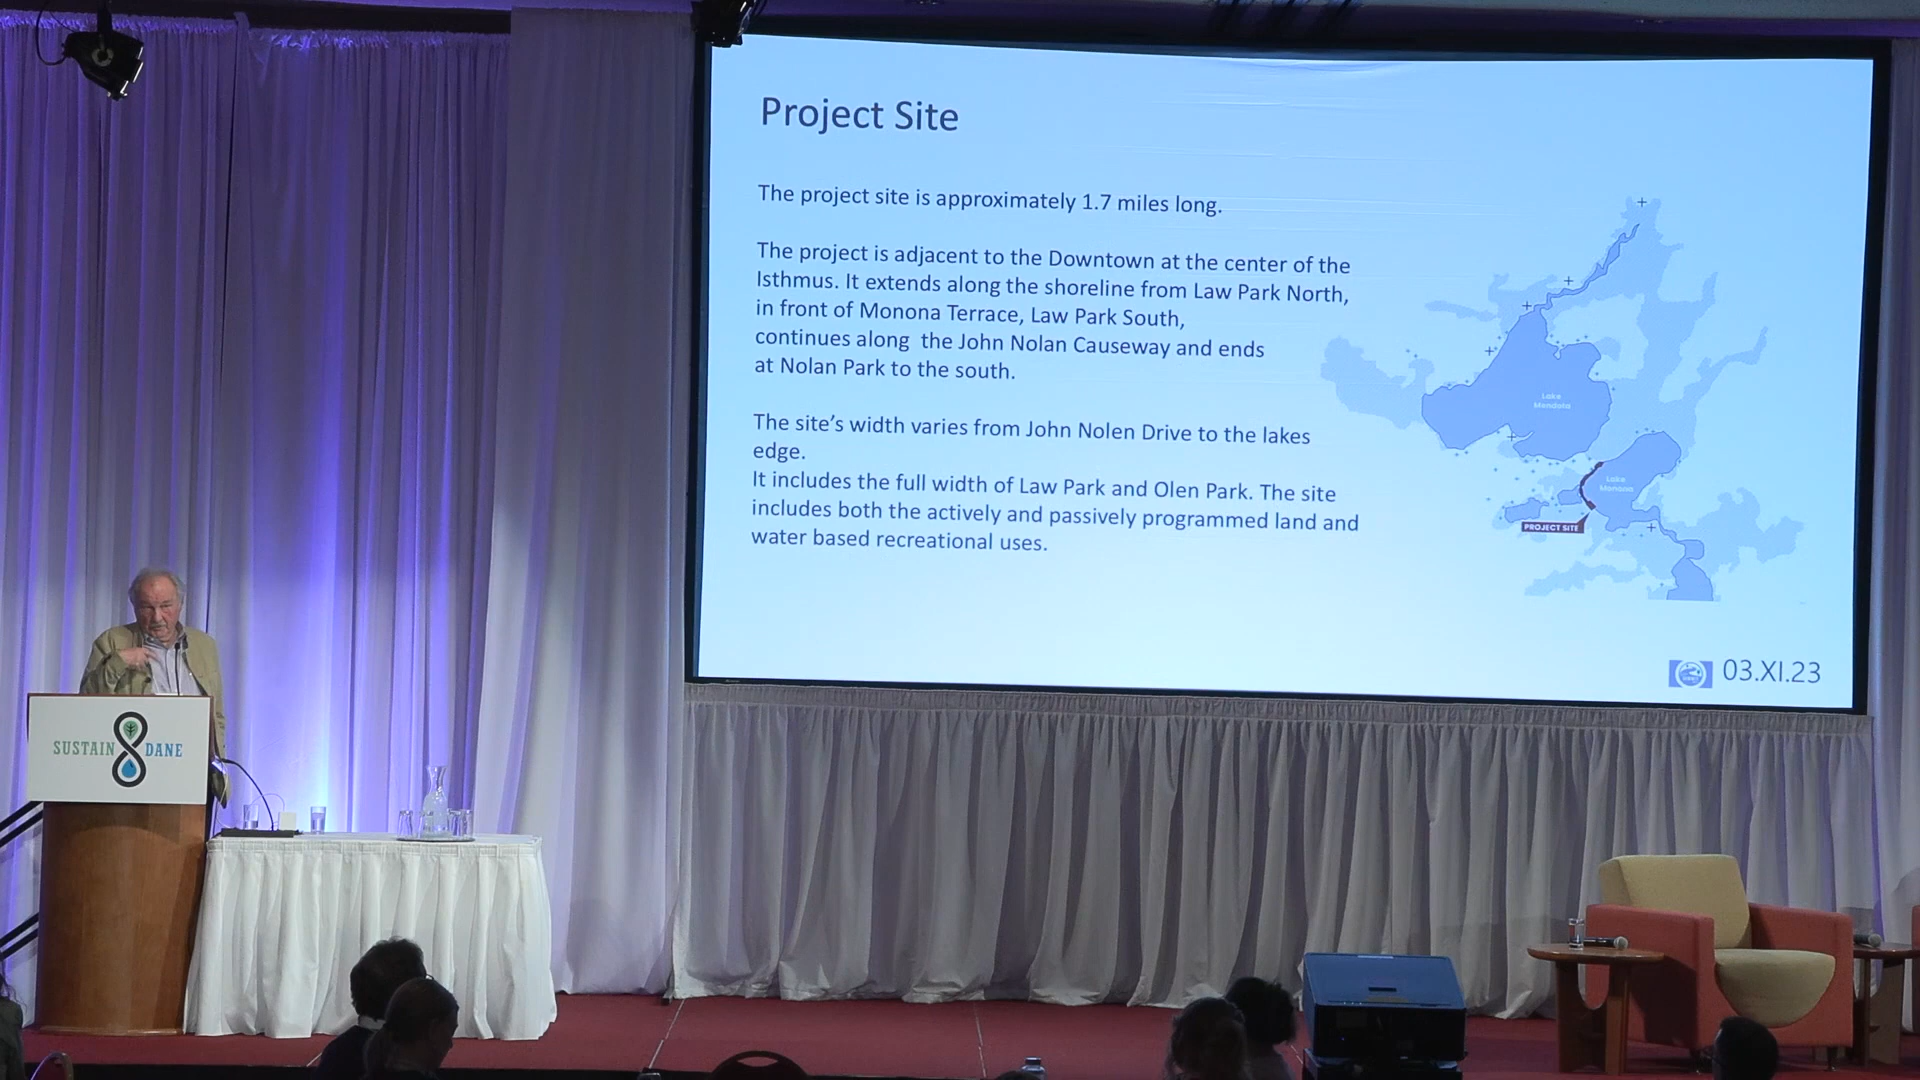 Project Site
The project site is approximately 1.7 miles long.
The project is adjacent to the Downtown at the center of the
Isthmus. It extends along the shoreline from Law Park North,
in front of Monona Terrace, Law Park South,
continues along the John Nolan Causeway and ends
at Nolan Park to the south.
The site's width varies from John Nolen Drive to the lakes
edge.
It includes the full width of Law Park and Olen Park. The site
includes both the actively and passively programmed land and
water based recreational uses.
Lake
Mendota
Lake
Monona
PROJECT SITE
03.XI.23
SUSTAIN DANE